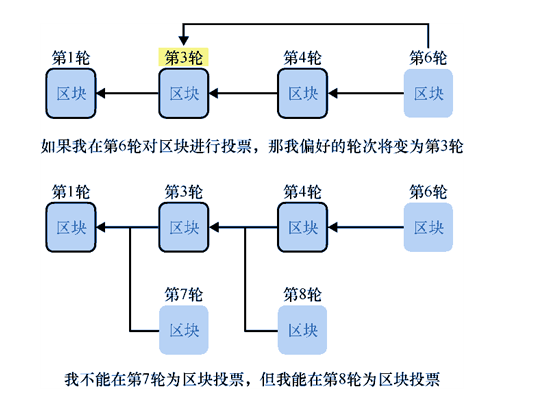 第1轮 第3轮 第4轮 第6轮
区块 区块 区块 区块
如果我在第6轮对区块进行投票，那我偏好的轮次将变为第3轮
第1轮 第3轮 第4轮 第6轮
区块 区块 区块 区块
第7轮 第8轮
区块 区块
我不能在第7轮为区块投票，但我能在第8轮为区块投票